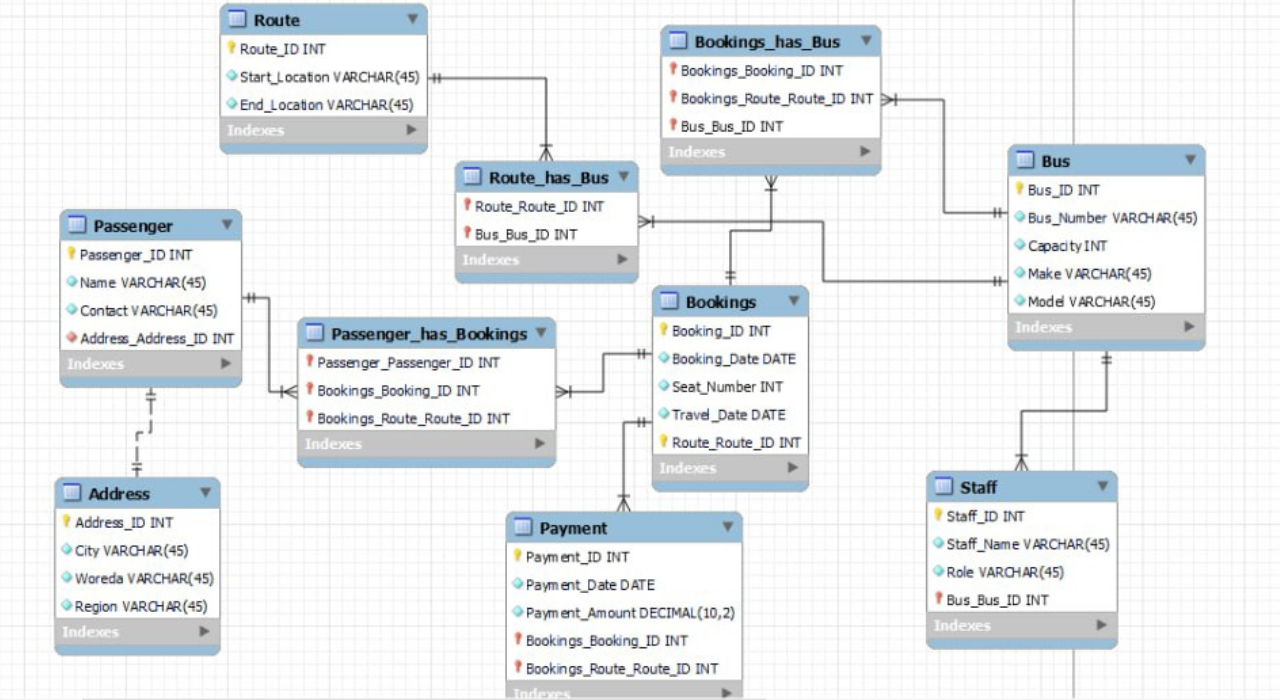 Route
Route_ID INT
Start_Location VARCHAR(45)
End_Location VARCHAR(45)
Indexes
Bookings_has_Bus
Bookings_Booking_ID INT
Bookings_Route_Route_ID INT
Bus_Bus_ID INT
Indexes
Route_has_Bus
Route_Route_ID INT
Bus_Bus_ID INT
Indexes
Bus
Bus_ID INT
Bus_Number VARCHAR(45)
Capacity INT
Make VARCHAR(45)
Model VARCHAR(45)
Indexes
Passenger
Passenger_ID INT
Name VARCHAR(45)
Contact VARCHAR(45)
Address_Address_ID INT
Indexes
Passenger_has_Bookings
Passenger_Passenger_ID INT
Bookings_Booking_ID INT
Bookings_Route_Route_ID INT
Indexes
Bookings
Booking_ID INT
Booking_Date DATE
Seat_Number INT
Travel_Date DATE
Route_Route_ID INT
Indexes
Address
Address_ID INT
City VARCHAR(45)
Woreda VARCHAR(45)
Region VARCHAR(45)
Indexes
Payment
Payment_ID INT
Payment_Date DATE
Payment_Amount DECIMAL(10,2)
Bookings_Booking_ID INT
Bookings_Route_Route_ID INT
Indexes
Staff
Staff_ID INT
Staff_Name VARCHAR(45)
Role VARCHAR(45)
Bus_Bus_ID INT
Indexes